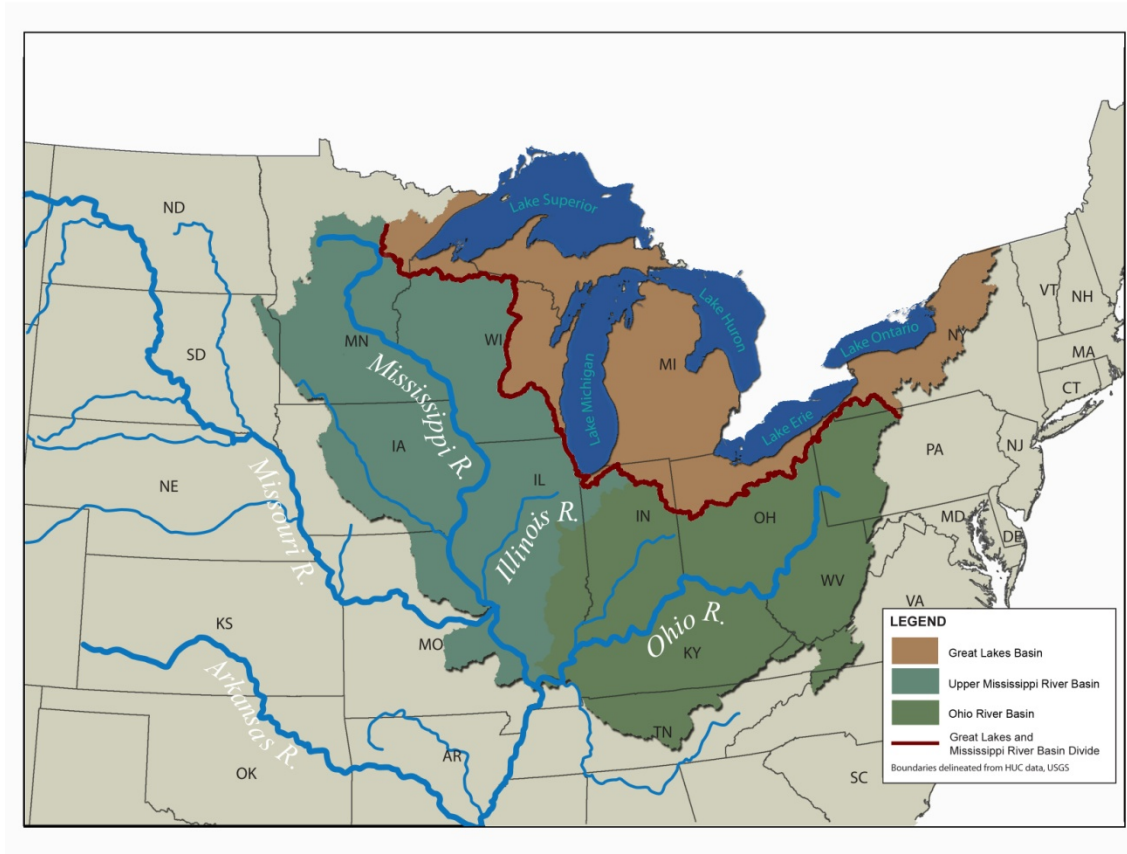 ND
Lake Superior
VT
NH
Lake Huron
MN
WI
Lake Ontario
NY
SD
MI
MA
CT
Mississippi R.
Lake Michigan
Lake Erie
IA
PA
NJ
NE
IL
Missouri R.
Illinois R.
IN
OH
MD
DE
WV
VA
KS
MO
Ohio R.
KY
Arkansas R.
TN
AR
OK
SC
LEGEND
Great Lakes Basin
Upper Mississippi River Basin
Ohio River Basin
Great Lakes and
Mississippi River Basin Divide
Boundaries delineated from HUC data, USGS